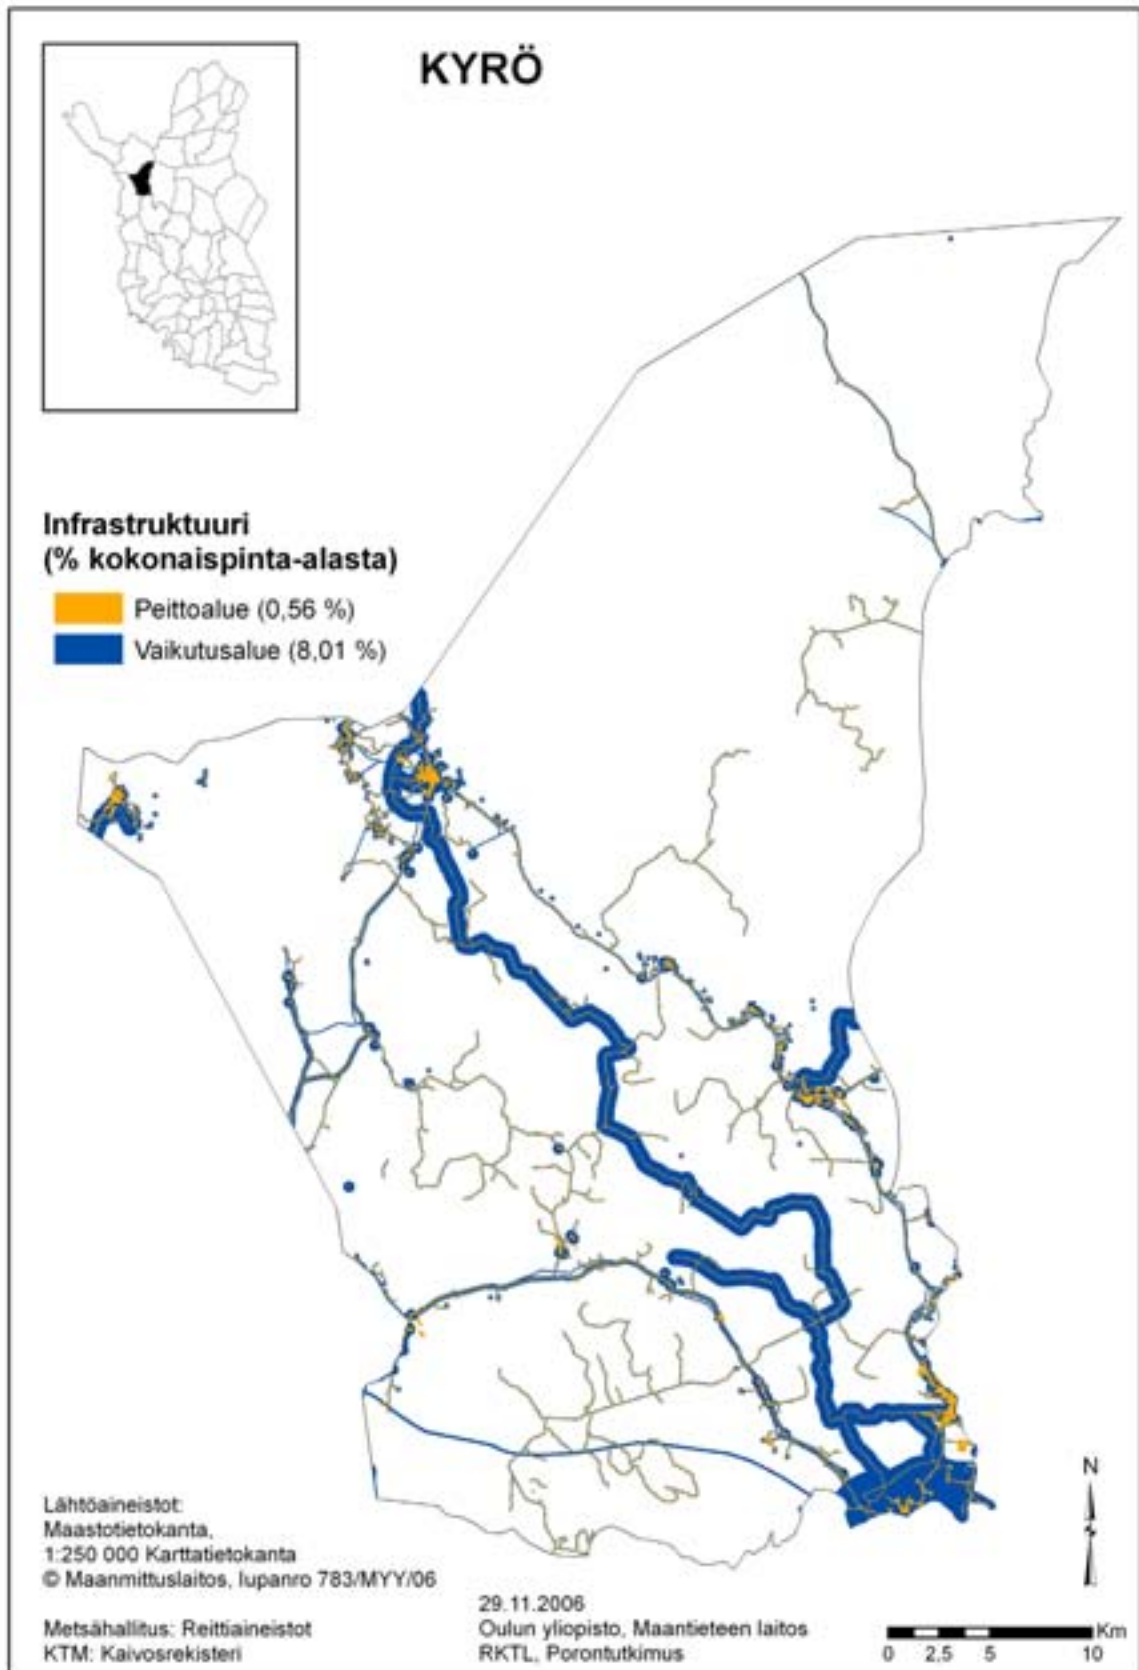 KYRÖ
Infrastruktuuri
(% kokonaispinta-alasta)
Peittoalue (0,56 %)
Vaikutusalue (8,01 %)
Lähtöaineistot:
Maastotietokanta,
1:250 000 Karttatietokanta
© Maanmittuslaitos, lupanro 783/MYY/06
Metsähallitus: Reittiaineistot
KTM: Kaivosrekisteri
29.11.2006
Oulun yliopisto, Maantieteen laitos
RKTL, Porontutkimus
N
Km
0 2.5 5 10